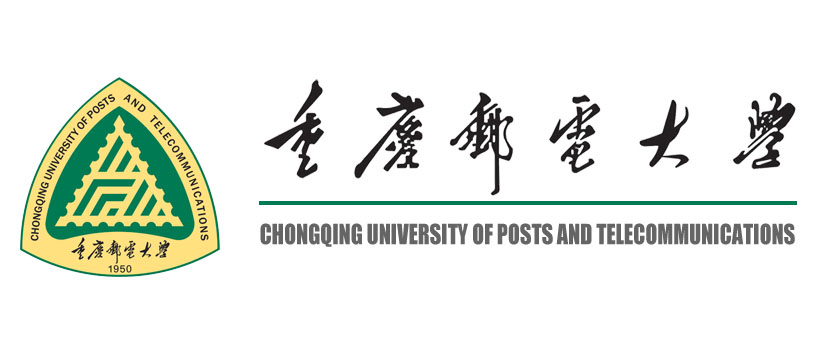 CHONGQING UNIVERSITY OF POSTS AND TELECOMMUNICATIONS
重慶郵電大學
1950
重慶郵電大學
CHONGQING UNIVERSITY OF POSTS AND TELECOMMUNICATIONS